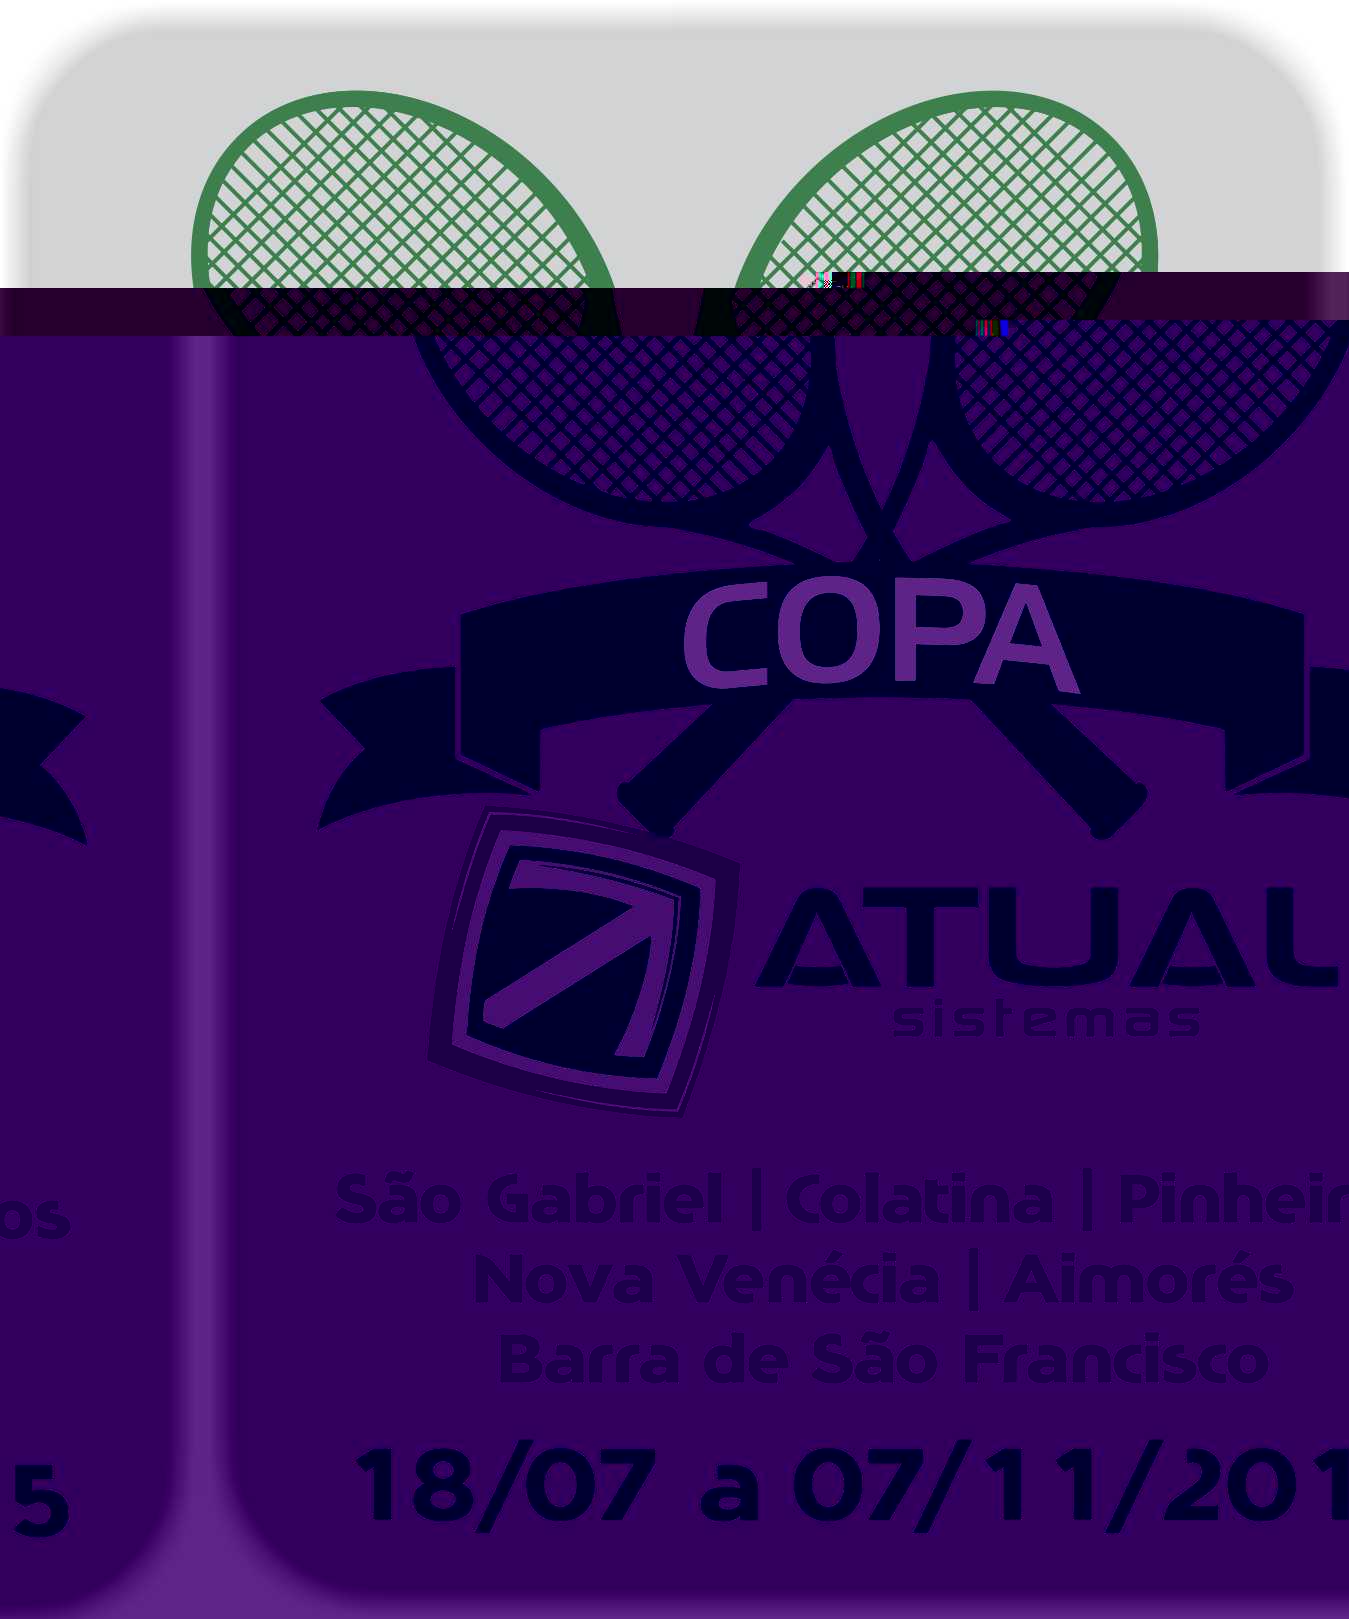 COPA
ATUAL
sistemas
São Gabriel | Colatina | Pinheir
os
Nova Venécia | Aimorés
Barra de São Francisco
18/07 a 07/11/201
5